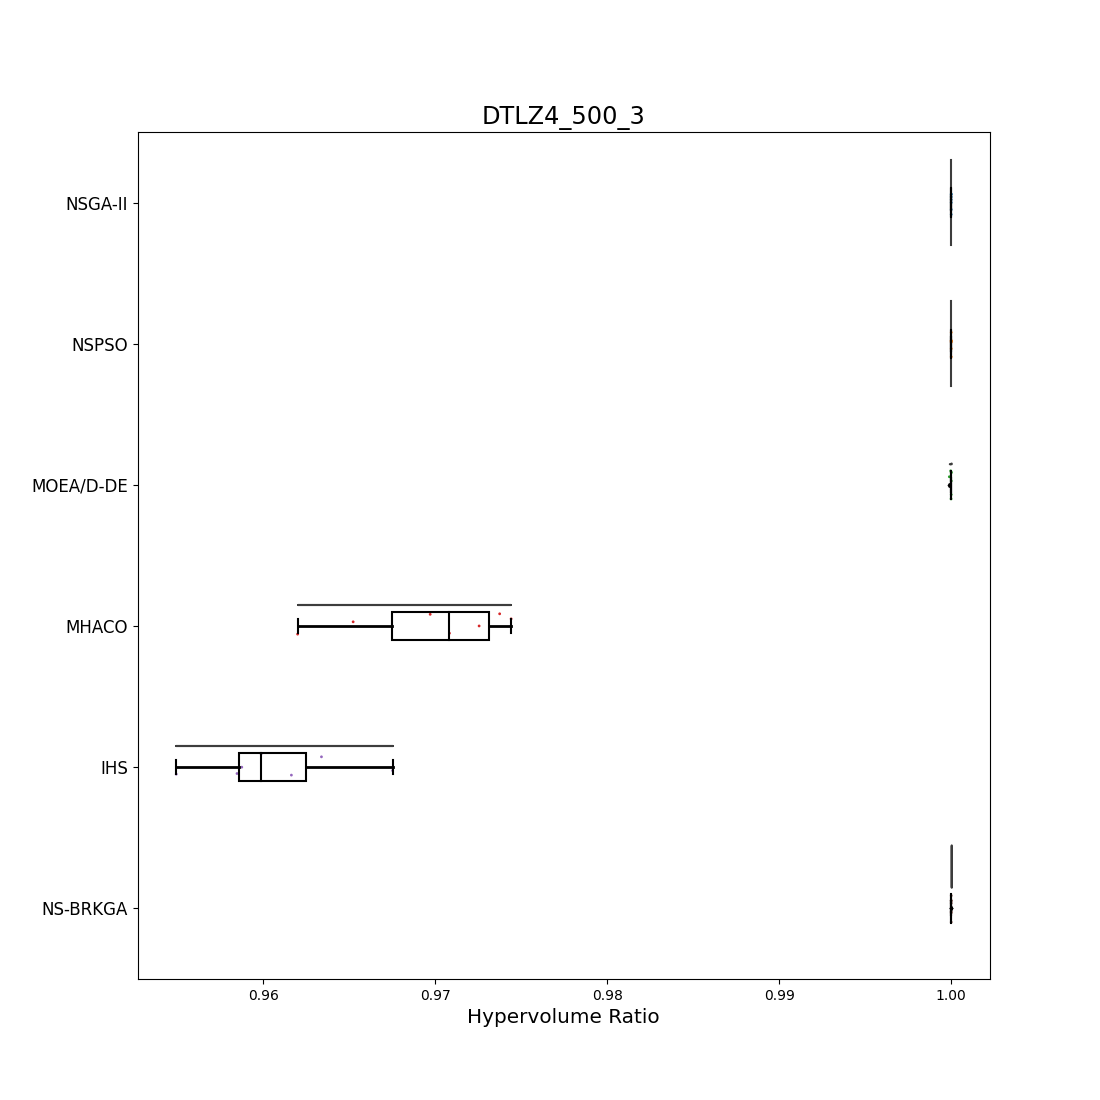 DTLZ4_500_3
NSGA-II
NSPSO
MOEA/D-DE
MHACO
IHS
NS-BRKGA
0.96 0.97 0.98 0.99 1.00
Hypervolume Ratio